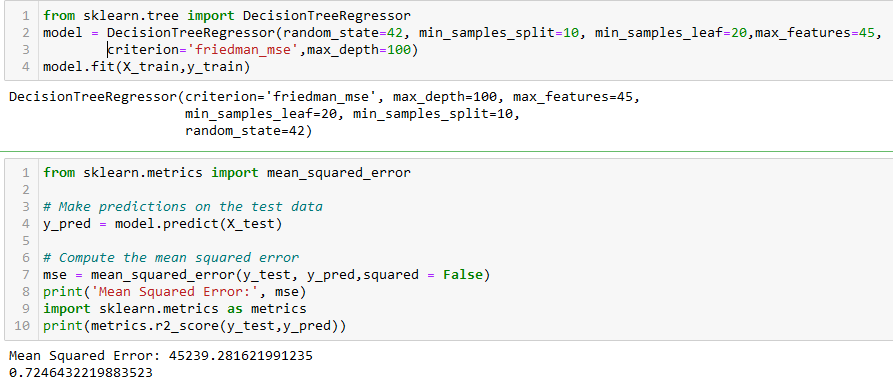 1 from sklearn.tree import DecisionTreeRegressor
2 model = DecisionTreeRegressor(random_state=42, min_samples_split=10, min_samples_leaf=20,max_features=45,
3         criterion='friedman_mse',max_depth=100)
4 model.fit(X_train,y_train)
DecisionTreeRegressor(criterion='friedman_mse', max_depth=100, max_features=45,
                      min_samples_leaf=20, min_samples_split=10,
                      random_state=42)
1 from sklearn.metrics import mean_squared_error
2
3 # Make predictions on the test data
4 y_pred = model.predict(X_test)
5
6 # Compute the mean squared error
7 mse = mean_squared_error(y_test, y_pred,squared = False)
8 print('Mean Squared Error:', mse)
9 import sklearn.metrics as metrics
10 print(metrics.r2_score(y_test,y_pred))
Mean Squared Error: 45239.281621991235
0.7246432219883523